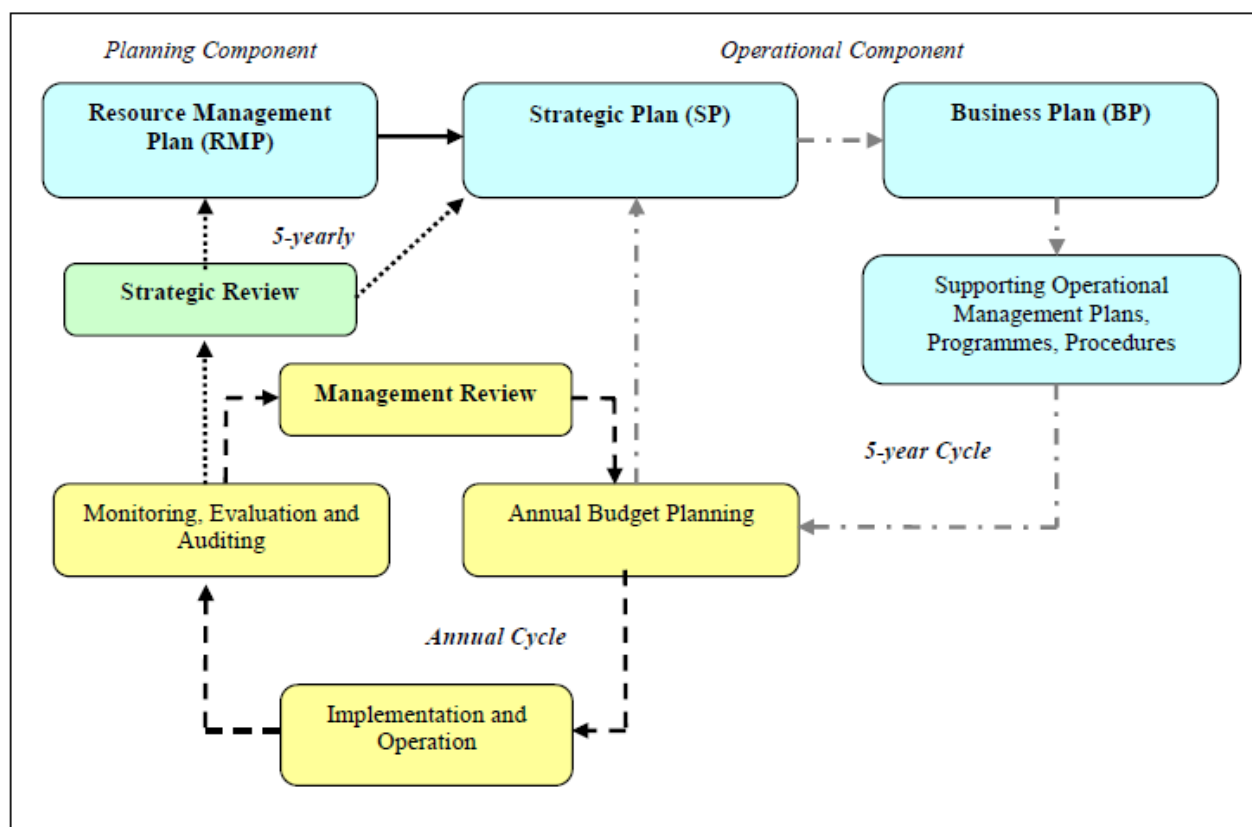 Planning Component
Operational Component
Resource Management
Plan (RMP)
Strategic Plan (SP)
Business Plan (BP)
5-yearly
Strategic Review
Supporting Operational
Management Plans,
Programmes, Procedures
Management Review
5-year Cycle
Monitoring, Evaluation and
Auditing
Annual Budget Planning
Annual Cycle
Implementation and
Operation